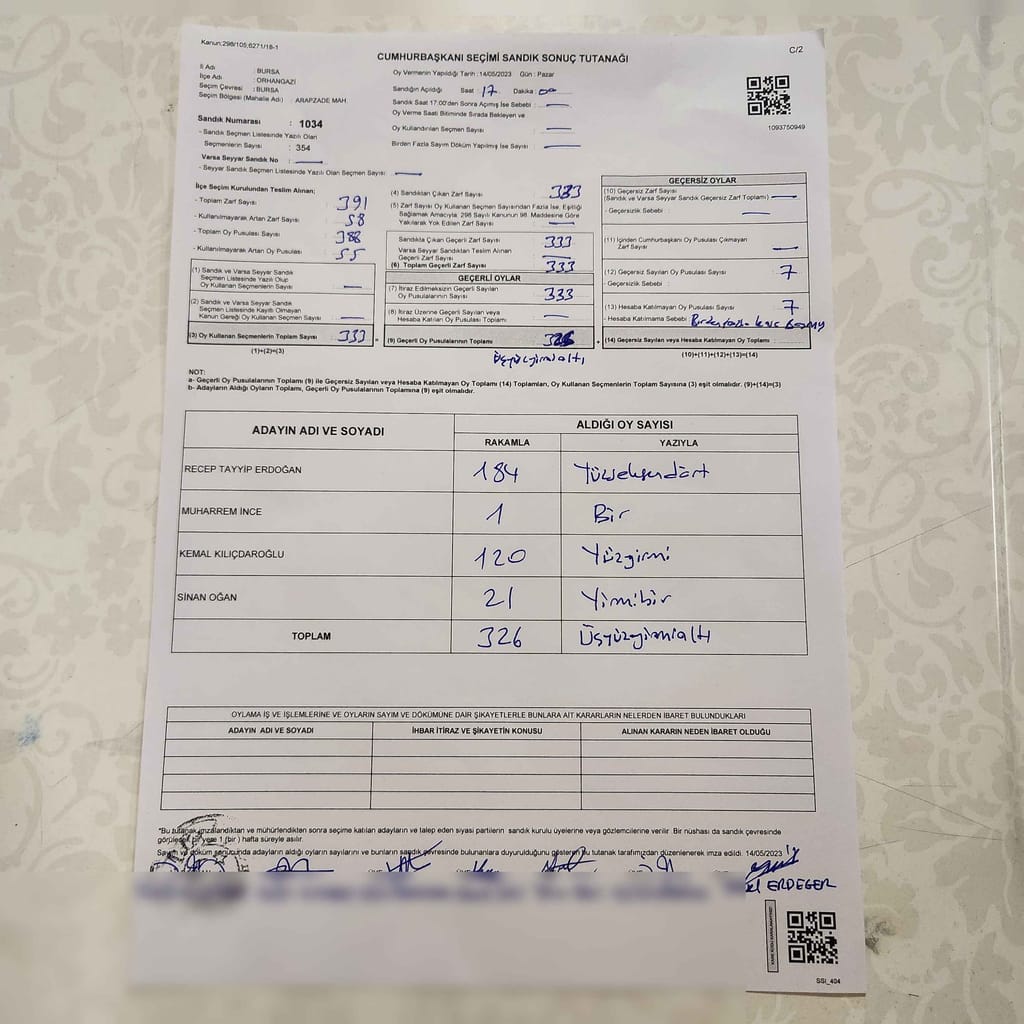 Kanun:298/105,6271/18-1
C/2
CUMHURBAŞKANI SEÇİMİ SANDIK SONUÇ TUTANAĞI
İl Adı : BURSA
İlçe Adı : ORHANGAZİ
Seçim Çevresi : BURSA
Seçim Bölgesi (Mahalle Adı) : ARAPZADE MAH.
Sandık Numarası : 1034
- Sandık Seçmen Listesinde Yazılı Olan
Seçmenlerin Sayısı : 354
Varsa Seyyar Sandık No : —
- Seyyar Sandık Seçmen Listesinde Yazılı Olan Seçmen Sayısı : —
Oy Vermenin Yapıldığı Tarih :14/05/2023 Gün : Pazar
Sandığın Açıldığı Saat : 17 Dakika : 00
Sandık Saat 17:00'den Sonra Açılmış İse Sebebi : —
Oy Verme Saati Bitiminde Sırada Bekleyen ve
Oy Kullandırılan Seçmen Sayısı : —
Birden Fazla Sayım Döküm Yapılmış İse Sayısı : —
1093750949
İlçe Seçim Kurulundan Teslim Alınan;
- Toplam Zarf Sayısı : 391
- Kullanılmayarak Artan Zarf Sayısı : 58
- Toplam Oy Pusulası Sayısı : 388
- Kullanılmayarak Artan Oy Pusulası : 55
(1) Sandık ve Varsa Seyyar Sandık
Seçmen Listesinde Yazılı Olup
Oy Kullanan Seçmenlerin Sayısı : —
(2) Sandık ve Varsa Seyyar Sandık
Seçmen Listesinde Kayıtlı Olmayan
Kanun Gereği Oy Kullanan Seçmen Sayısı : —
(3) Oy Kullanan Seçmenlerin Toplam Sayısı : 333
(1)+(2)=(3)
(4) Sandıktan Çıkan Zarf Sayısı : 333
(5) Zarf Sayısı Oy Kullanan Seçmen Sayısından Fazla İse, Eşitliği
Sağlamak Amacıyla 298 Sayılı Kanunun 98. Maddesine Göre
Yakılarak Yok Edilen Zarf Sayısı : —
Sandıkta Çıkan Geçerli Zarf Sayısı : 333
Varsa Seyyar Sandıktan Teslim Alınan
Geçerli Zarf Sayısı : —
(6) Toplam Geçerli Zarf Sayısı : 333
GEÇERLİ OYLAR
(7) İtiraz Edilmeksizin Geçerli Sayılan
Oy Pusulalarının Sayısı : 333
(8) İtiraz Üzerine Geçerli Sayılan veya
Hesaba Katılan Oy Pusulaları Toplamı : —
(9) Geçerli Oy Pusulalarının Toplamı : 326
Üçyüzyirmialtı
GEÇERSİZ OYLAR
(10) Geçersiz Zarf Sayısı
(Sandık ve Varsa Seyyar Sandık Geçersiz Zarf Toplamı) : —
- Geçersizlik Sebebi : —
(11) İçinden Cumhurbaşkanı Oy Pusulası Çıkmayan
Zarf Sayısı : —
(12) Geçersiz Sayılan Oy Pusulası Sayısı : 7
- Geçersizlik Sebebi :
(13) Hesaba Katılmayan Oy Pusulası Sayısı : 7
- Hesaba Katılmama Sebebi :
(14) Geçersiz Sayılan veya Hesaba Katılmayan Oy Toplamı :
(10)+(11)+(12)+(13)=(14)
NOT:
a- Geçerli Oy Pusulalarının Toplamı (9) ile Geçersiz Sayılan veya Hesaba Katılmayan Oy Toplamı (14) Toplamları, Oy Kullanan Seçmenlerin Toplam Sayısına (3) eşit olmalıdır. (9)+(14)=(3)
b- Adayların Aldığı Oyların Toplamı, Geçerli Oy Pusulalarının Toplamına (9) eşit olmalıdır.
ADAYIN ADI VE SOYADI ALDIĞI OY SAYISI
RAKAMLA YAZIYLA
RECEP TAYYİP ERDOĞAN 184 Yüzseksendört
MUHARREM İNCE 1 Bir
KEMAL KILIÇDAROĞLU 120 Yüzyirmi
SİNAN OĞAN 21 Yirmibir
TOPLAM 326 Üçyüzyirmialtı
OYLAMA İŞ VE İŞLEMLERİNE VE OYLARIN SAYIM VE DÖKÜMÜNE DAİR ŞİKAYETLERLE BUNLARA AİT KARARLARIN NELERDEN İBARET BULUNDUKLARI
ADAYIN ADI VE SOYADI İHBAR İTİRAZ VE ŞİKAYETİN KONUSU ALINAN KARARIN NEDEN İBARET OLDUĞU
*Bu tutanak imzalandıktan ve mühürlendikten sonra seçime katılan adayların ve talep eden siyasi partilerin sandık kurulu üyelerine veya gözlemcilerine verilir. Bir nüshası da sandık çevresinde
görülecek bir yere 1 (bir) hafta süreyle asılır.
Sayım ve döküm sonucunda adayların aldığı oyların sayılarını ve bunların sandık çevresinde bulunanlara duyurulduğunu gösteren bu tutanak tarafımızdan düzenlenerek imza edildi. 14/05/2023
ERDEGER
SSİ_404